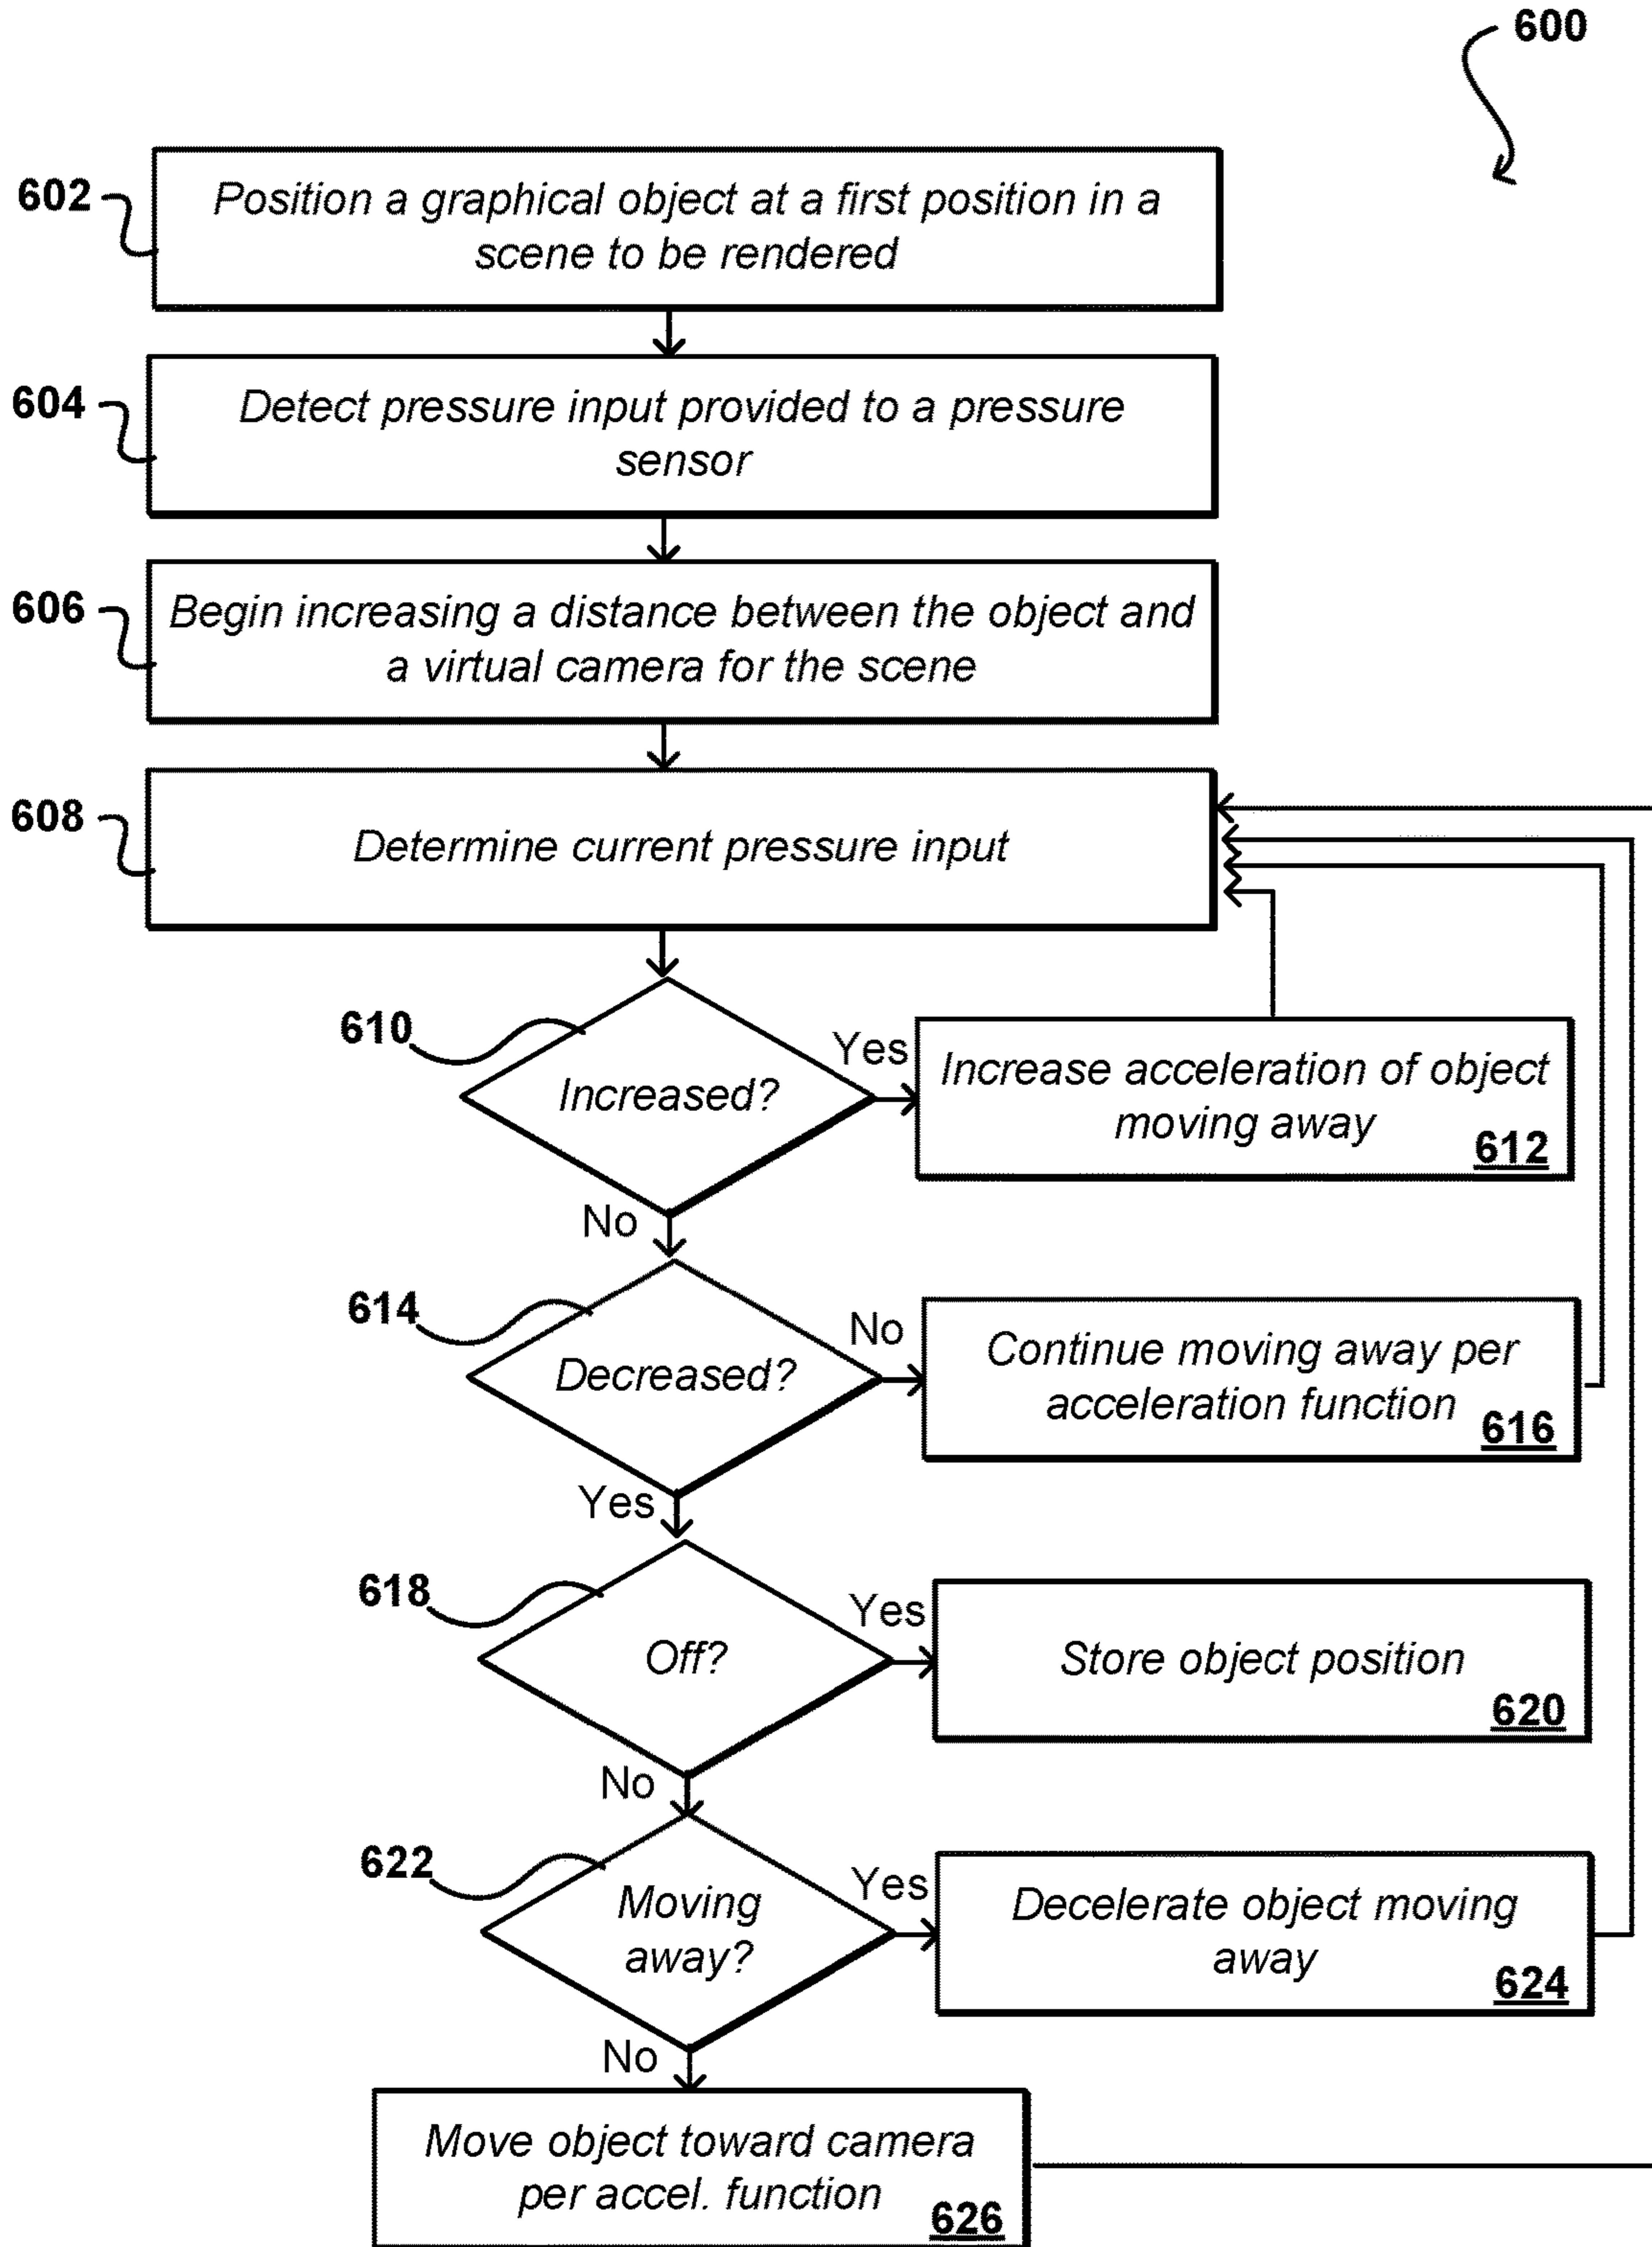 600
602
Position a graphical object at a first position in a
scene to be rendered
604
Detect pressure input provided to a pressure
sensor
606
Begin increasing a distance between the object and
a virtual camera for the scene
608
Determine current pressure input
610
Increased?
Yes
Increase acceleration of object
moving away
612
No
614
Decreased?
No
Continue moving away per
acceleration function
616
Yes
618
Off?
Yes
Store object position
620
No
622
Moving
away?
Yes
Decelerate object moving
away
624
No
Move object toward camera
per accel. function
626